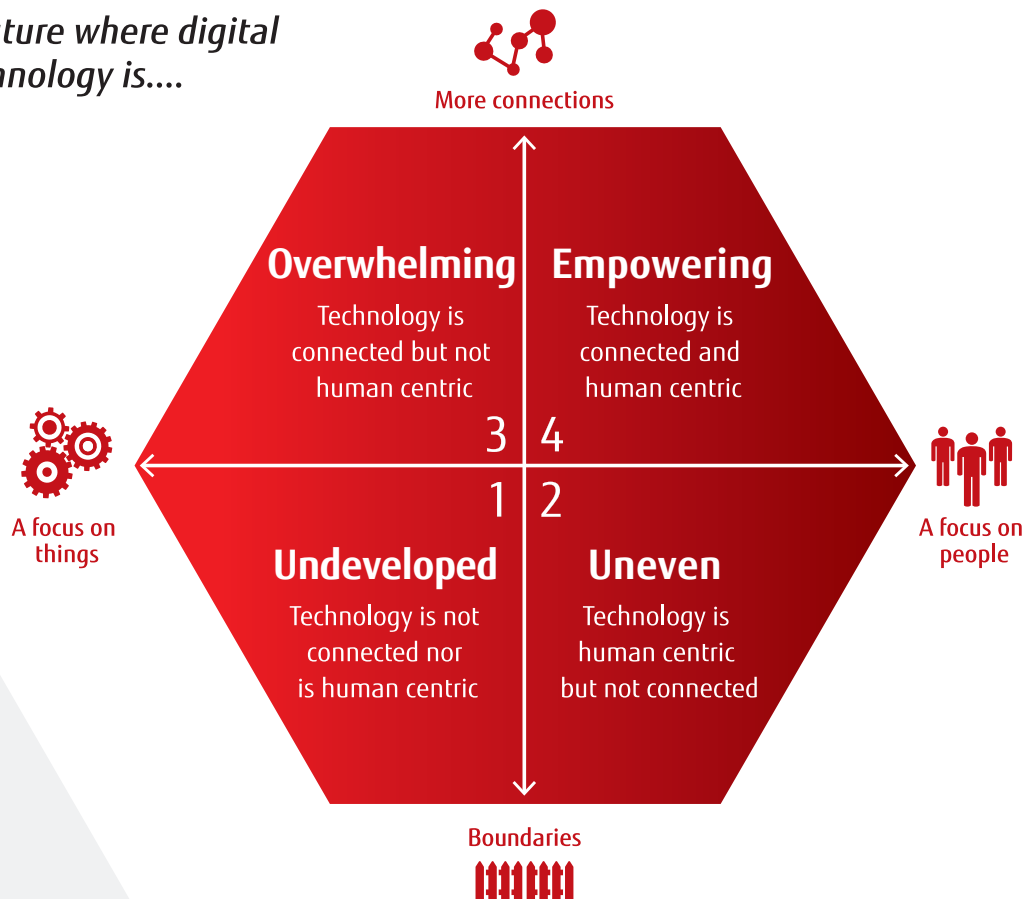 ture where digital
nology is....
More connections
Overwhelming
Technology is
connected but not
human centric
3
Empowering
Technology is
connected and
human centric
4
A focus on
things
A focus on
people
1
Undeveloped
Technology is not
connected nor
is human centric
2
Uneven
Technology is
human centric
but not connected
Boundaries